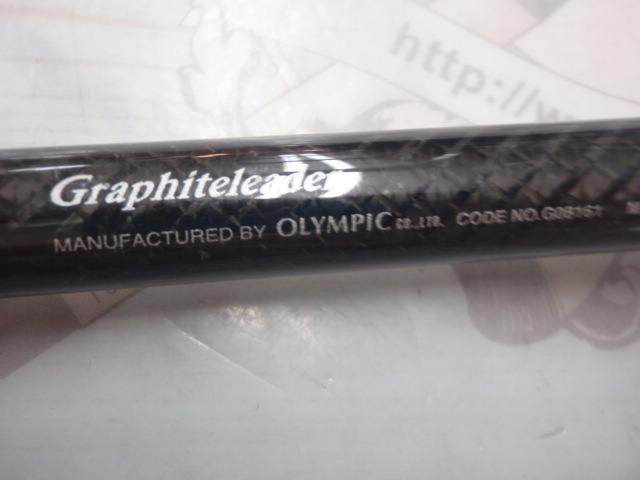 http://w
Graphiteleader
MANUFACTURED BY OLYMPIC CO.,LTD. CODE NO.G08161